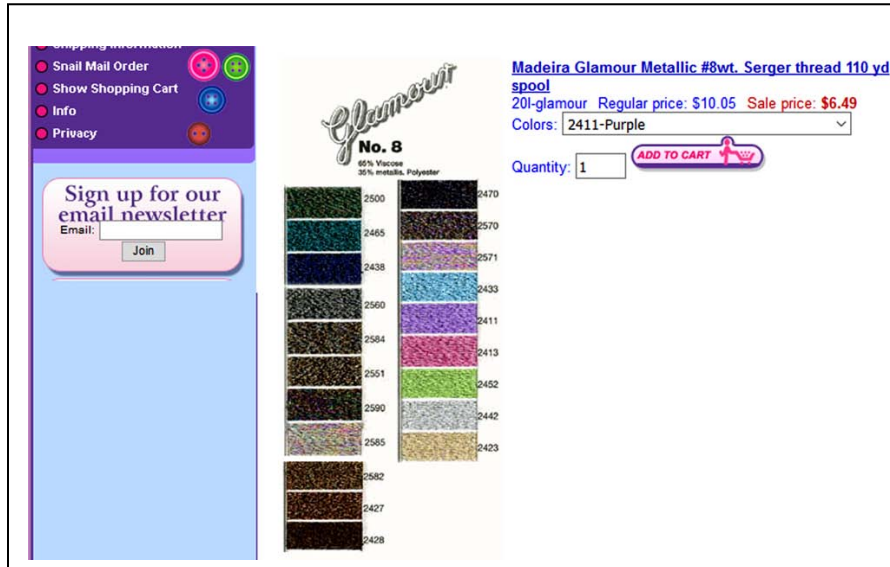 Shipping Information
Snail Mail Order
Show Shopping Cart
Info
Privacy
Sign up for our
email newsletter
Email:
Join
Glamour
No. 8
65% Viscose
35% metallis. Polyester
2500
2465
2438
2560
2584
2551
2590
2585
2582
2427
2428
2470
2570
2571
2433
2411
2413
2452
2442
2423
Madeira Glamour Metallic #8wt. Serger thread 110 yd
spool
20l-glamour Regular price: $10.05 Sale price: $6.49
Colors: 2411-Purple
Quantity: 1 ADD TO CART